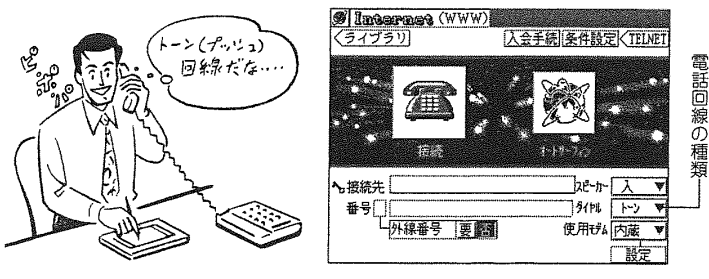 ピポパ
トーン(プッシュ)
回線だな‥‥
Internet (WWW)
ライブラリ 入会手続 条件設定 TELNET
接続 オートサーフィン
接続先 スピーカー 入 ▼
番号 ダイヤル トーン ▼
外線番号 要 否 使用モデム 内蔵 ▼
設定
電話回線の種類